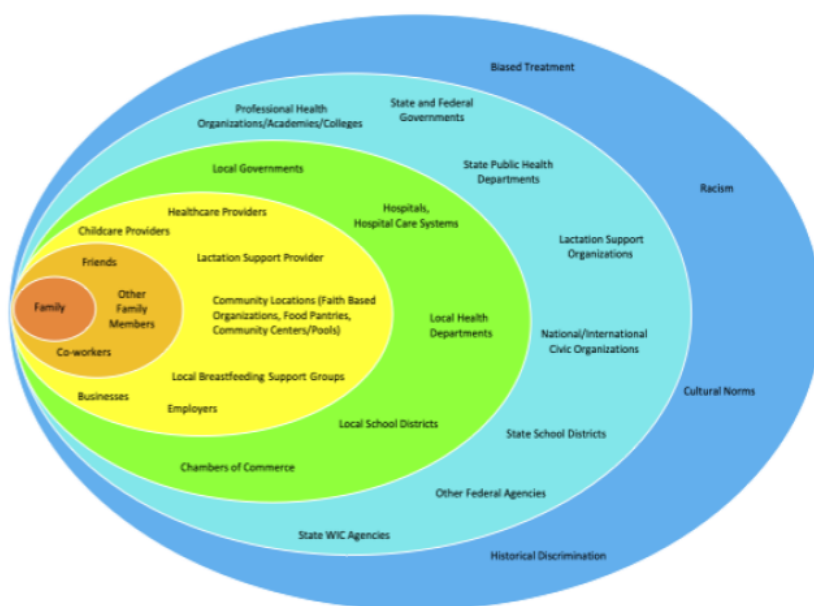 Biased Treatment
Professional Health
Organizations/Academies/Colleges
State and Federal
Governments
Local Governments
State Public Health
Departments
Racism
Healthcare Providers
Hospitals,
Hospital Care Systems
Childcare Providers
Lactation Support
Organizations
Friends
Lactation Support Provider
Family
Other
Family
Members
Community Locations (Faith Based
Organizations, Food Pantries,
Community Centers/Pools)
Local Health
Departments
National/International
Civic Organizations
Co-workers
Local Breastfeeding Support Groups
Cultural Norms
Businesses
Employers
Local School Districts
State School Districts
Chambers of Commerce
Other Federal Agencies
State WIC Agencies
Historical Discrimination